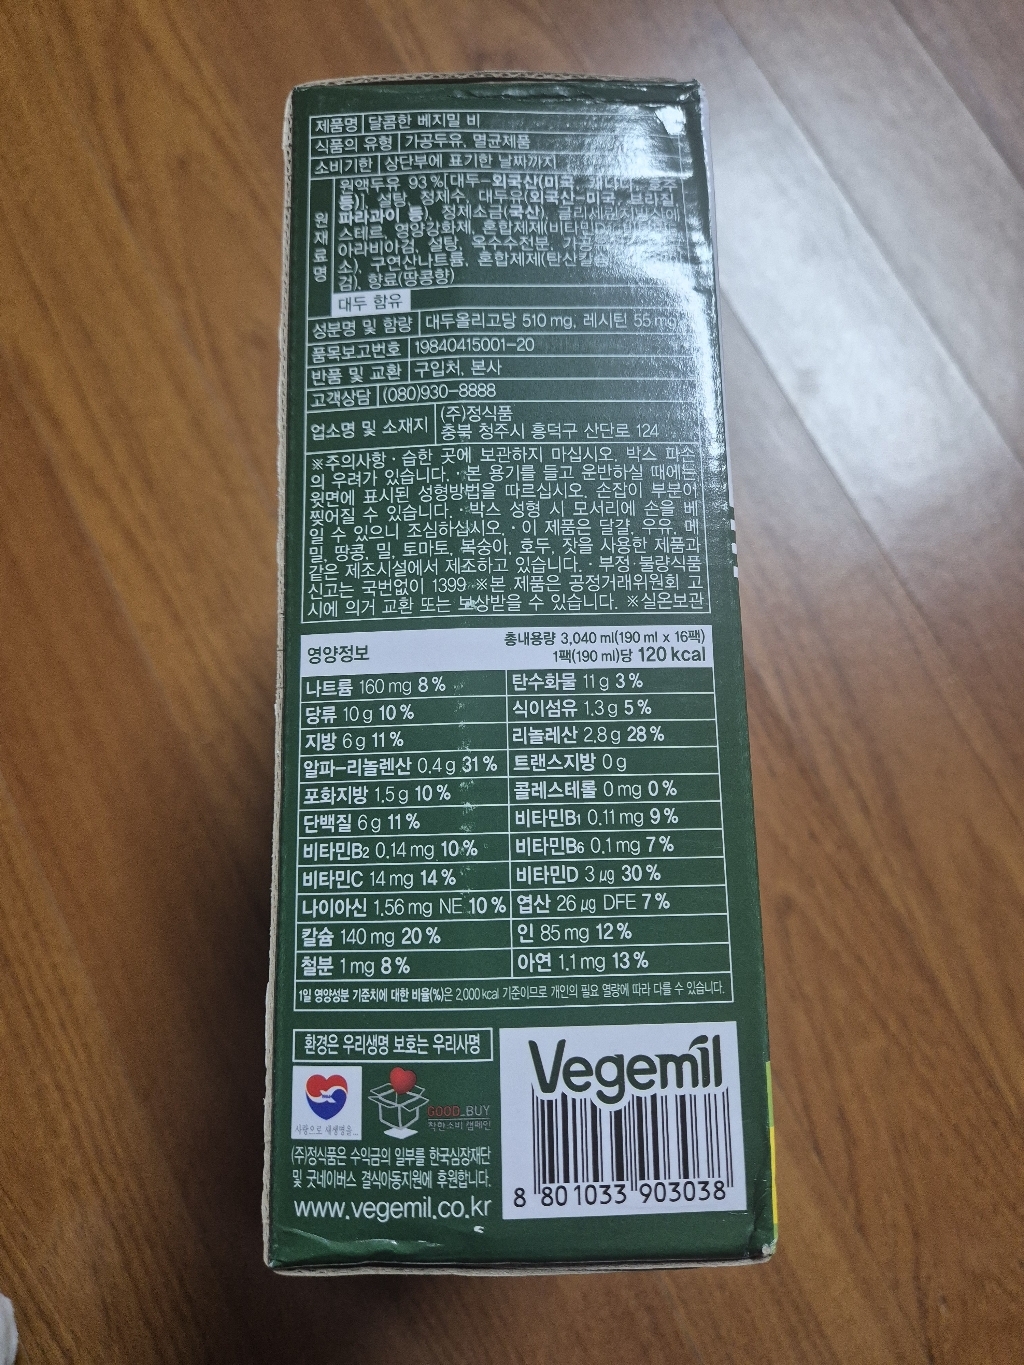 제품명 달콤한 베지밀 비
식품의 유형 가공두유, 멸균제품
소비기한 상단부에 표기한 날짜까지
원재료명
원액두유 93 %[대두-외국산(미국, 캐나다, 호주
등)], 설탕, 정제수, 대두유(외국산-미국, 브라질,
파라과이 등), 정제소금(국산), 글리세린지방산에
스테르, 영양강화제, 혼합제제(비타민
아라비아검, 설탕, 옥수수전분,
소), 구연산나트륨, 혼합제제(탄산칼슘,
검), 향료(땅콩향)
대두 함유
성분명 및 함량 대두올리고당 510 mg, 레시틴 55 mg
품목보고번호 19840415001-20
반품 및 교환 구입처, 본사
고객상담 (080)930-8888
업소명 및 소재지 (주)정식품
충북 청주시 흥덕구 산단로 124
※주의사항 · 습한 곳에 보관하지 마십시오, 박스 파손
의 우려가 있습니다. · 본 용기를 들고 운반하실 때에는
윗면에 표시된 성형방법을 따르십시오. 손잡이 부분이
찢어질 수 있습니다. · 박스 성형 시 모서리에 손을 베
일 수 있으니 조심하십시오. · 이 제품은 달걀, 우유, 메
밀, 땅콩, 밀, 토마토, 복숭아, 호두, 잣을 사용한 제품과
같은 제조시설에서 제조하고 있습니다. · 부정·불량식품
신고는 국번없이 1399 ※본 제품은 공정거래위원회 고
시에 의거 교환 또는 보상받을 수 있습니다. ※실온보관
영양정보
총내용량 3,040 ml(190 ml x 16팩)
1팩(190 ml)당 120 kcal
나트륨 160 mg 8 % 탄수화물 11 g 3 %
당류 10 g 10 % 식이섬유 1.3 g 5 %
지방 6 g 11 % 리놀레산 2.8 g 28 %
알파-리놀렌산 0.4 g 31 % 트랜스지방 0 g
포화지방 1.5 g 10 % 콜레스테롤 0 mg 0 %
단백질 6 g 11 % 비타민B1 0.11 mg 9 %
비타민B2 0.14 mg 10 % 비타민B6 0.1 mg 7 %
비타민C 14 mg 14 % 비타민D 3 μg 30 %
나이아신 1.56 mg NE 10 % 엽산 26 μg DFE 7 %
칼슘 140 mg 20 % 인 85 mg 12 %
철분 1 mg 8 % 아연 1.1 mg 13 %
1일 영양성분 기준치에 대한 비율(%)은 2,000 kcal 기준이므로 개인의 필요 열량에 따라 다를 수 있습니다.
환경은 우리생명 보호는 우리사명
사랑으로 새생명을...
GOOD_BUY
착한 소비 캠페인
(주)정식품은 수익금의 일부를 한국심장재단
및 굿네이버스 결식아동지원에 후원합니다.
www.vegemil.co.kr
Vegemil
8 801033 903038